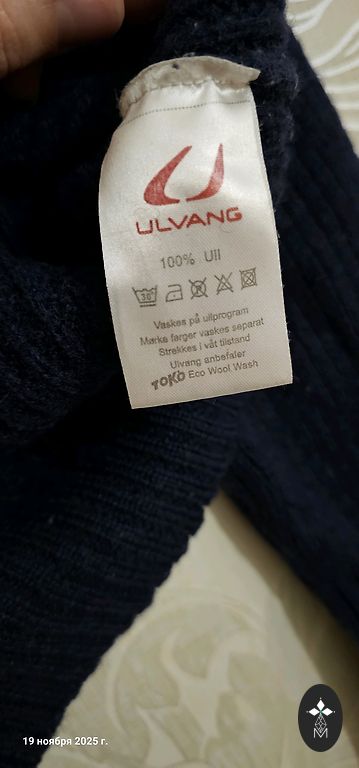 ULVANG
100% Ull
30°
Vaskes på ullprogram
Mørke farger vaskes separat
Strekkes i våt tilstand
Ulvang anbefaler
TOKO Eco Wool Wash
19 ноября 2025 г.
M